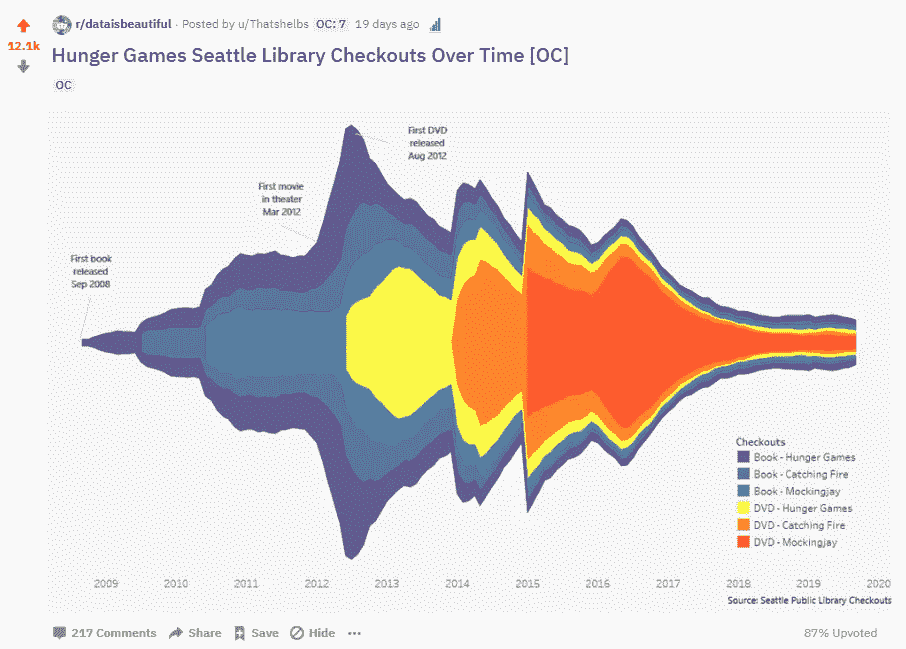 r/dataisbeautiful · Posted by u/Thatshelbs OC: 7 19 days ago
12.1k
Hunger Games Seattle Library Checkouts Over Time [OC]
OC
First DVD
released
Aug 2012
First movie
in theater
Mar 2012
First book
released
Sep 2008
Checkouts
Book - Hunger Games
Book - Catching Fire
Book - Mockingjay
DVD - Hunger Games
DVD - Catching Fire
DVD - Mockingjay
2009 2010 2011 2012 2013 2014 2015 2016 2017 2018 2019 2020
Source: Seattle Public Library Checkouts
217 Comments Share Save Hide ··· 87% Upvoted